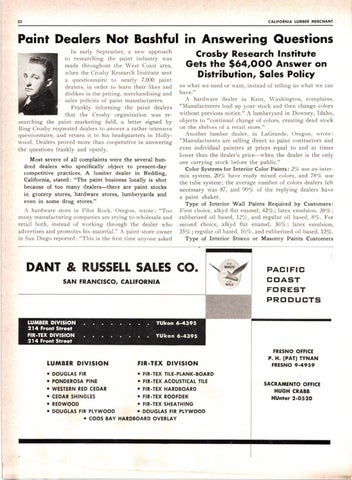 52
CALIFORNIA LUMBER MERCHANT
Paint Dealers Not Bashful in Answering Questions
In early September, a new approach
to researching the paint industry was
made throughout the West Coast area,
when the Crosby Research Institute sent
a questionnaire to nearly 7,000 paint
dealers, in order to learn their likes and
dislikes in the pricing, merchandising and
sales policies of paint manufacturers.
Frankly informing the paint dealers
that the Crosby organization was re-
searching the paint marketing field, a letter signed by
Bing Crosby requested dealers to answer a rather intensive
questionnaire, and return it to his headquarters in Holly-
wood. Dealers proved more than cooperative in answering
the questions frankly and openly.
Most severe of all complaints were the several hun-
dred dealers who specifically object to present-day
competitive practices. A lumber dealer in Redding,
California, stated: "The paint business locally is shot
because of too many dealers—there are paint stocks
in grocery stores, hardware stores, lumberyards and
even in some drug stores."
A hardware store in Pilot Rock, Oregon, wrote: "Too
many manufacturing companies are trying to wholesale and
retail both, instead of working through the dealer who
advertises and promotes his material." A paint store owner
in San Diego reported: "This is the first time anyone asked
Crosby Research Institute
Gets the $64,000 Answer on
Distribution, Sales Policy
us what we need or want, instead of telling us what we can
have."
A hardware dealer in Kent, Washington, complains,
"Manufacturers load up your stock and then change colors
without previous notice." A lumberyard in Downey, Idaho,
objects to "continual change of colors, creating dead stock
on the shelves of a retail store."
Another lumber dealer, in LaGrande, Oregon, wrote:
"Manufacturers are selling direct to paint contractors and
even individual painters at prices equal to and at times
lower than the dealer's price—when the dealer is the only
one carrying stock before the public."
Color Systems for Interior Color Paints: 2% use an inter-
mix system, 20% have ready mixed colors, and 79% use
the tube system; the average number of colors dealers felt
necessary was 87, and 99% of the replying dealers have
a paint shaker.
Type of Interior Wall Paints Required by Customers:
First choice, alkyd flat enamel, 42%; latex emulsion, 38%;
rubberized oil based, 12%, and regular oil based, 8%. For
second choice, alkyd flat enamel, 36%; latex emulsion,
35%; regular oil based, 16%, and rubberized oil based, 13%.
Type of Interior Stucco or Masonry Paints Customers
DANT & RUSSELL SALES CO.
SAN FRANCISCO, CALIFORNIA
PACIFIC
COAST
FOREST
PRODUCTS
LUMBER DIVISION . . . . . . . . YUkon 6-4395
214 Front Street
FIR-TEX DIVISION . . . . . . . . YUkon 6-4395
214 Front Street
LUMBER DIVISION
• DOUGLAS FIR
• PONDEROSA PINE
• WESTERN RED CEDAR
• CEDAR SHINGLES
• REDWOOD
• DOUGLAS FIR PLYWOOD
FIR-TEX DIVISION
• FIR-TEX TILE-PLANK-BOARD
• FIR-TEX ACOUSTICAL TILE
• FIR-TEX HARDBOARD
• FIR-TEX ROOFDEK
• FIR-TEX SHEATHING
• DOUGLAS FIR PLYWOOD
• COOS BAY HARDBOARD OVERLAY
FRESNO OFFICE
P. H. (PAT) TYNAN
FRESNO 9-4959
SACRAMENTO OFFICE
HUGH CRABB
HUnter 2-0520